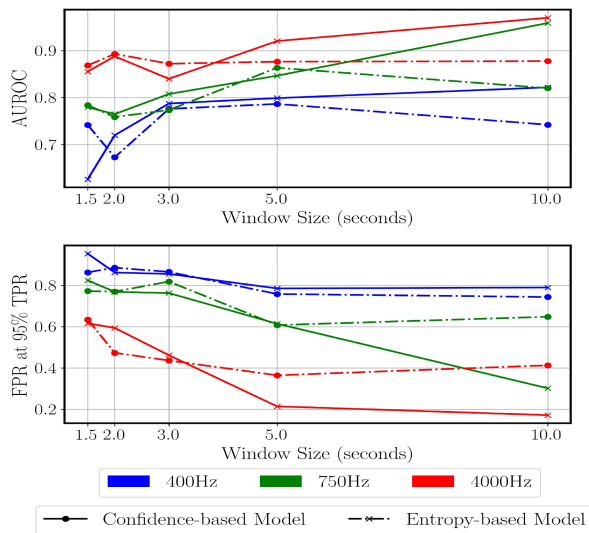 0.9
0.8
0.7
AUROC
1.5 2.0 3.0 5.0 10.0
Window Size (seconds)
0.8
0.6
0.4
0.2
FPR at 95% TPR
1.5 2.0 3.0 5.0 10.0
Window Size (seconds)
400Hz 750Hz 4000Hz
Confidence-based Model Entropy-based Model